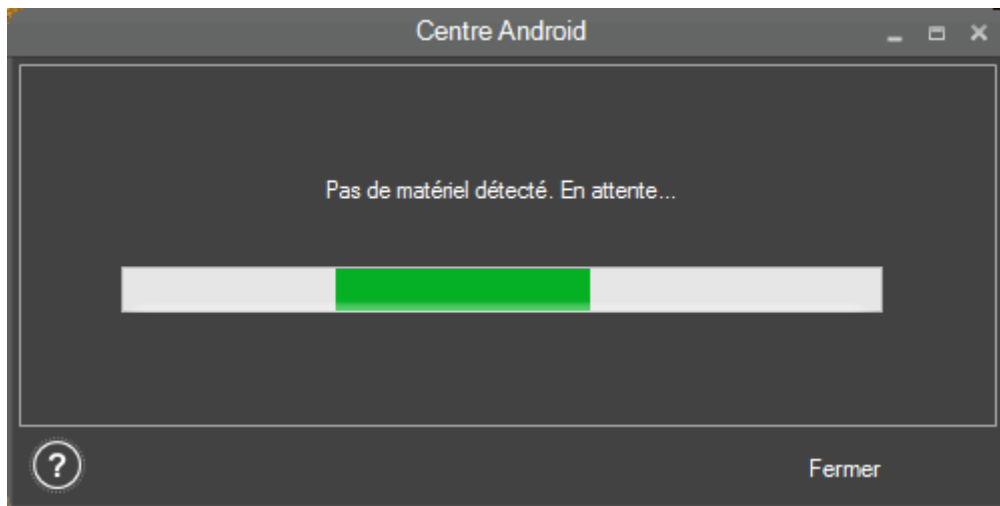 Centre Android
Pas de matériel détecté. En attente...
?
Fermer